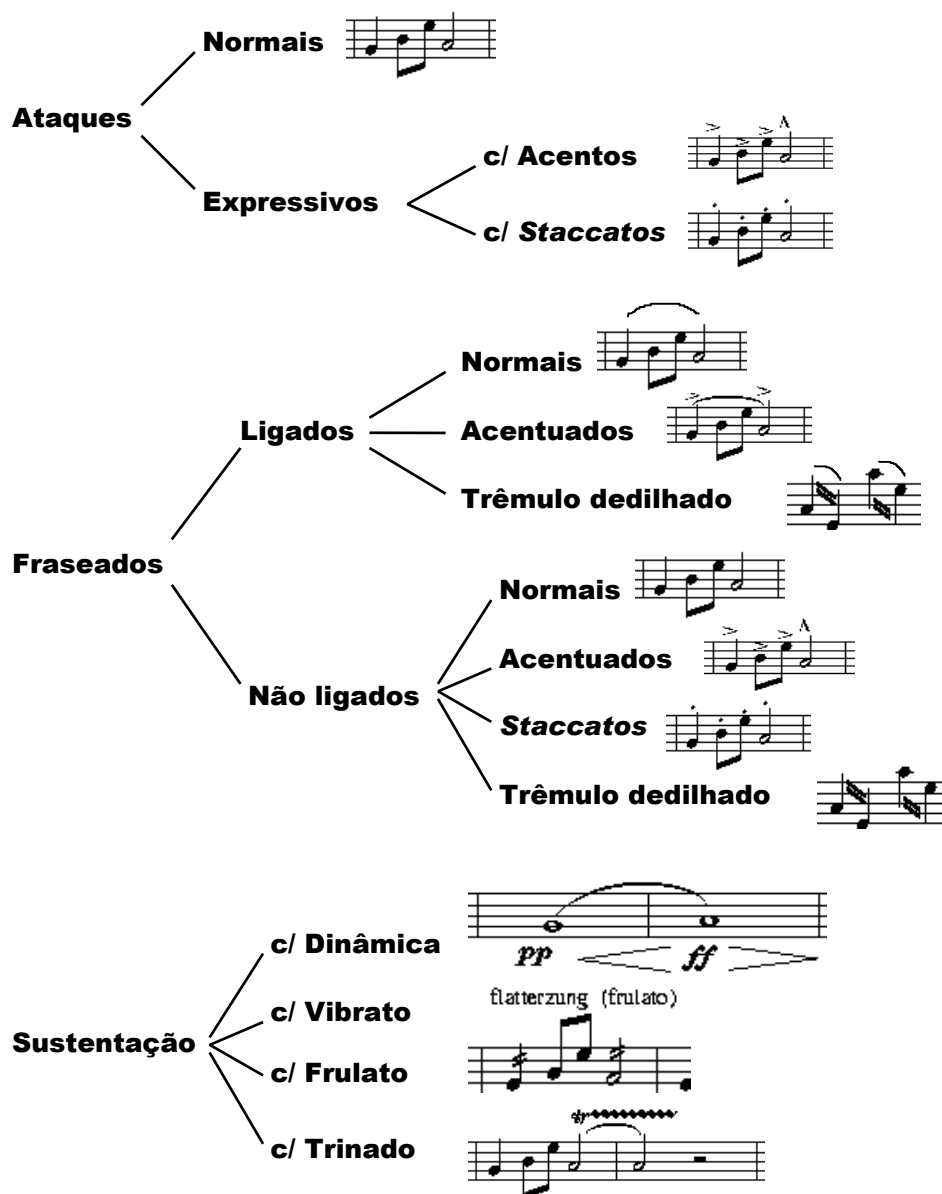 Normais
Ataques
c/ Acentos
Expressivos
c/ Staccatos
Normais
Ligados
Acentuados
Trêmulo dedilhado
Fraseados
Normais
Acentuados
Não ligados
Staccatos
Trêmulo dedilhado
c/ Dinâmica
pp ff
flatterzung (frulato)
c/ Vibrato
Sustentação
c/ Frulato
tr
c/ Trinado